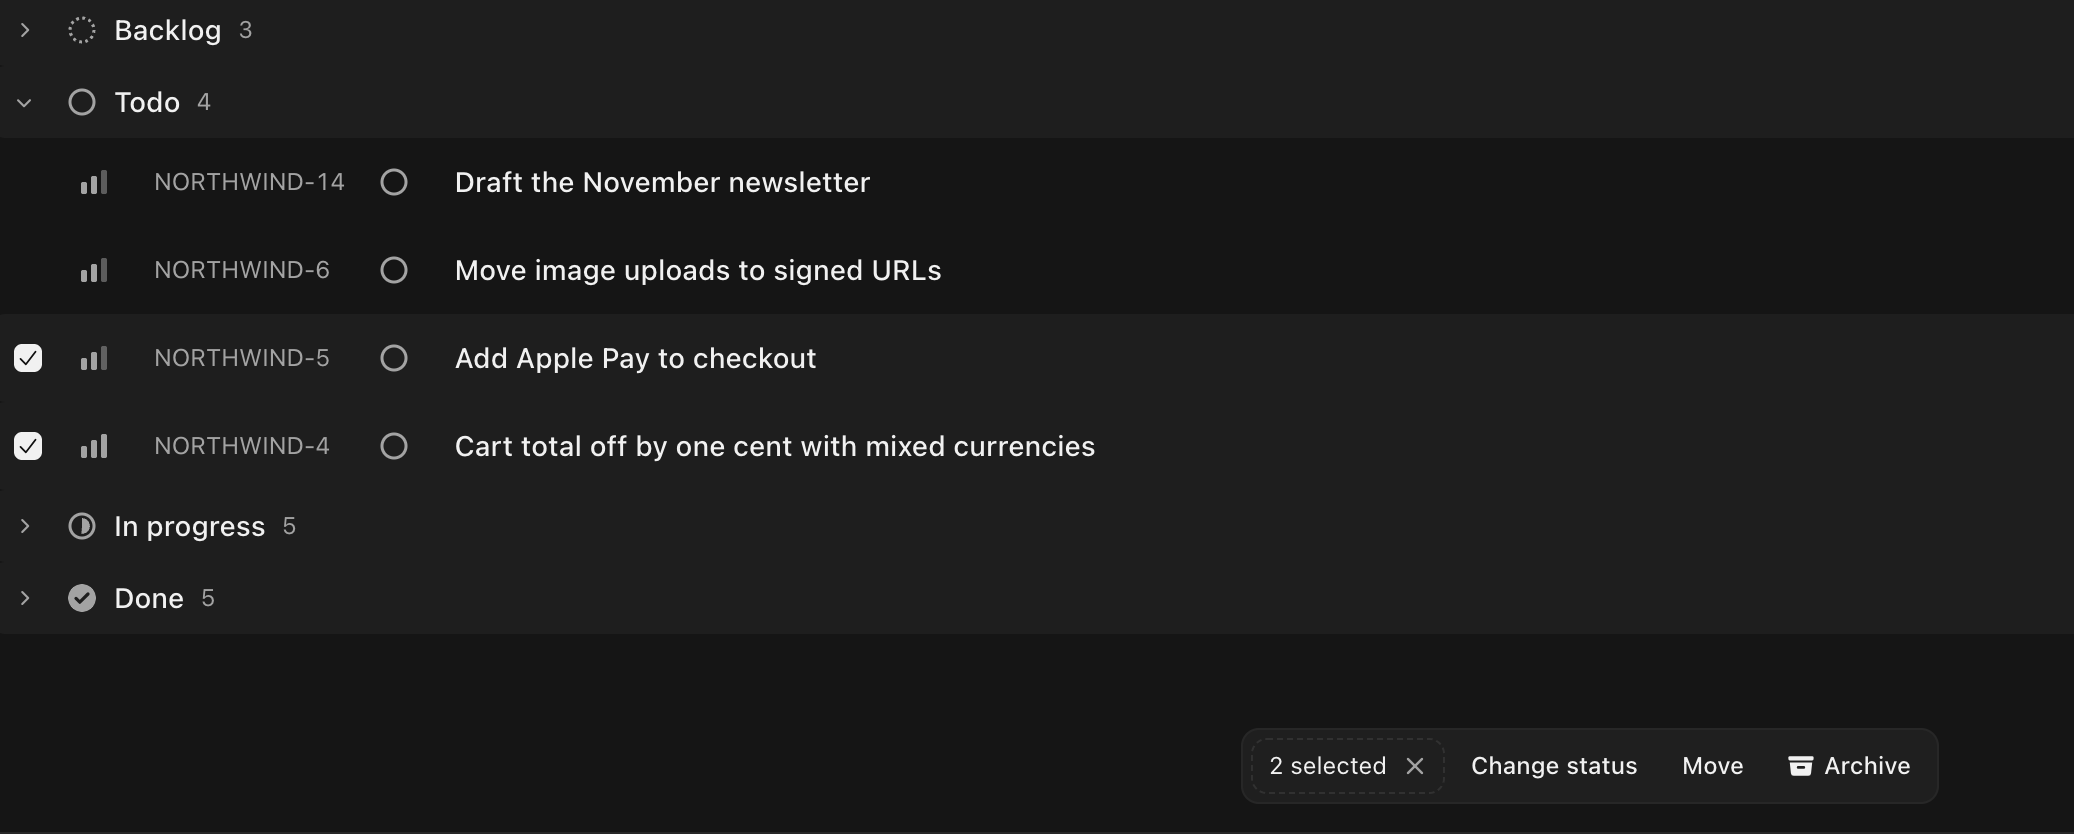 Backlog 3
Todo 4
NORTHWIND-14 Draft the November newsletter
NORTHWIND-6 Move image uploads to signed URLs
NORTHWIND-5 Add Apple Pay to checkout
NORTHWIND-4 Cart total off by one cent with mixed currencies
In progress 5
Done 5
2 selected Change status Move Archive